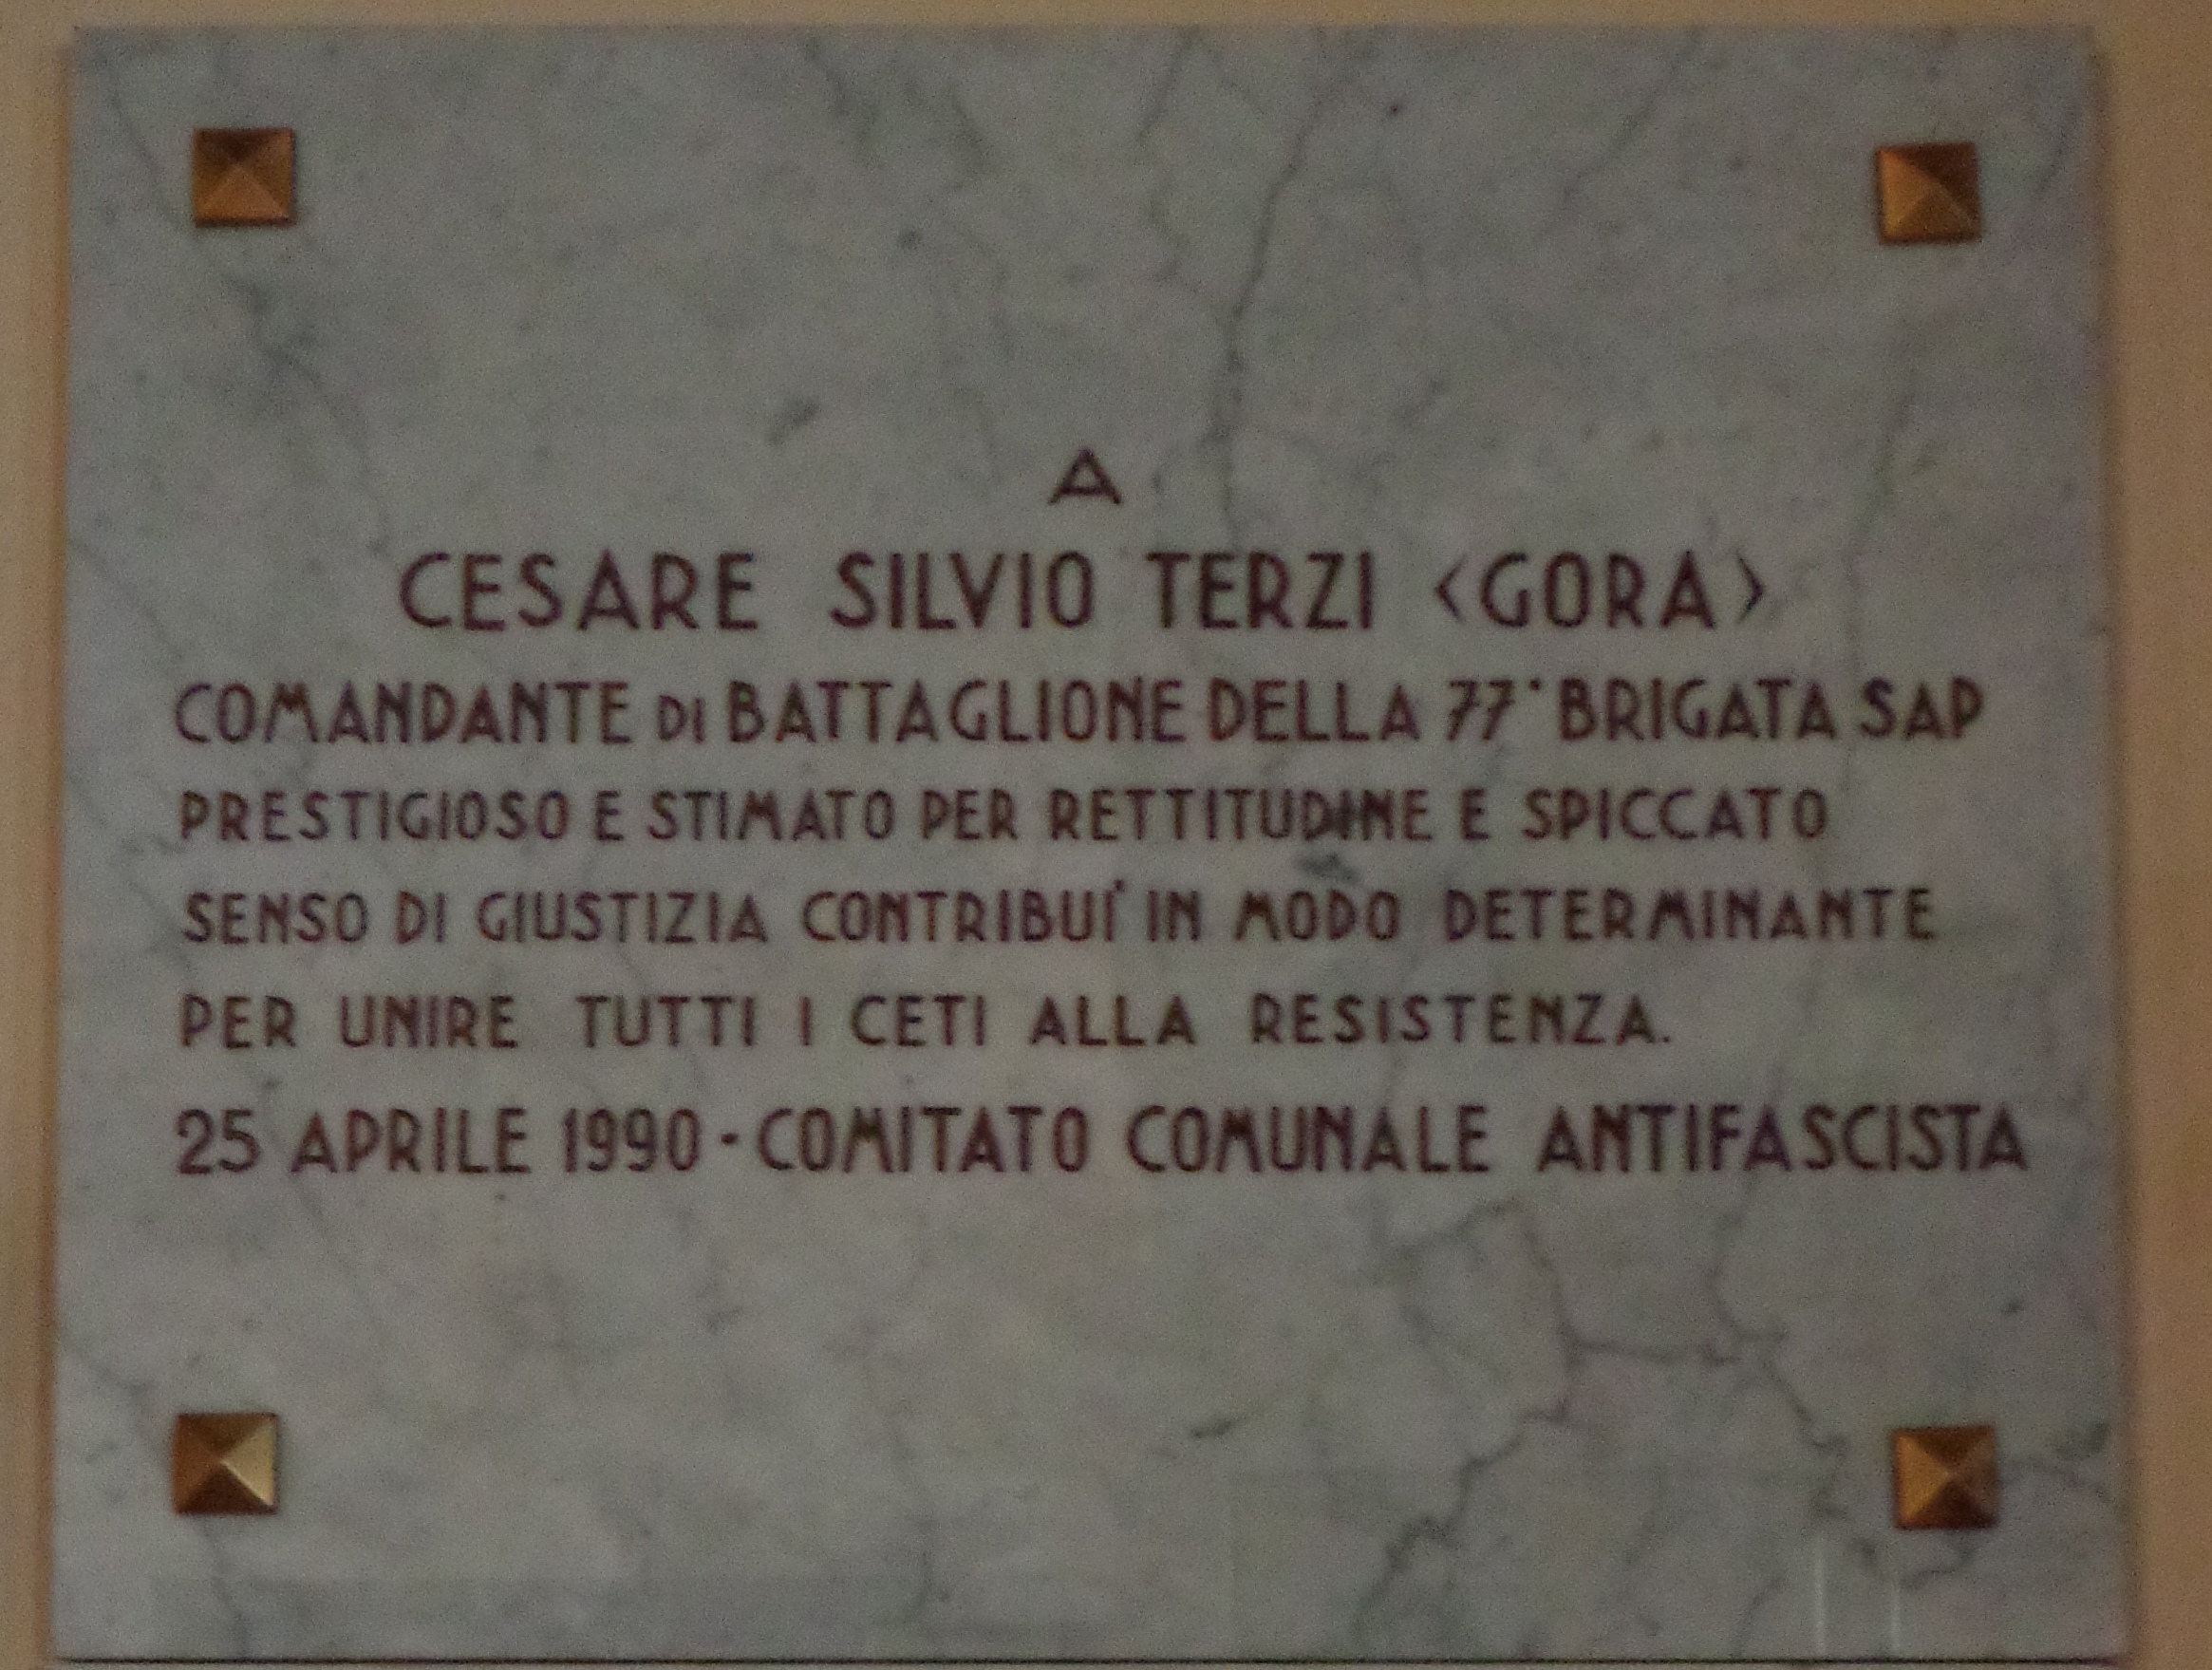 A
CESARE SILVIO TERZI <GORA>
COMANDANTE DI BATTAGLIONE DELLA 77° BRIGATA SAP
PRESTIGIOSO E STIMATO PER RETTITUDINE E SPICCATO
SENSO DI GIUSTIZIA CONTRIBUI' IN MODO DETERMINANTE
PER UNIRE TUTTI I CETI ALLA RESISTENZA.
25 APRILE 1990 - COMITATO COMUNALE ANTIFASCISTA